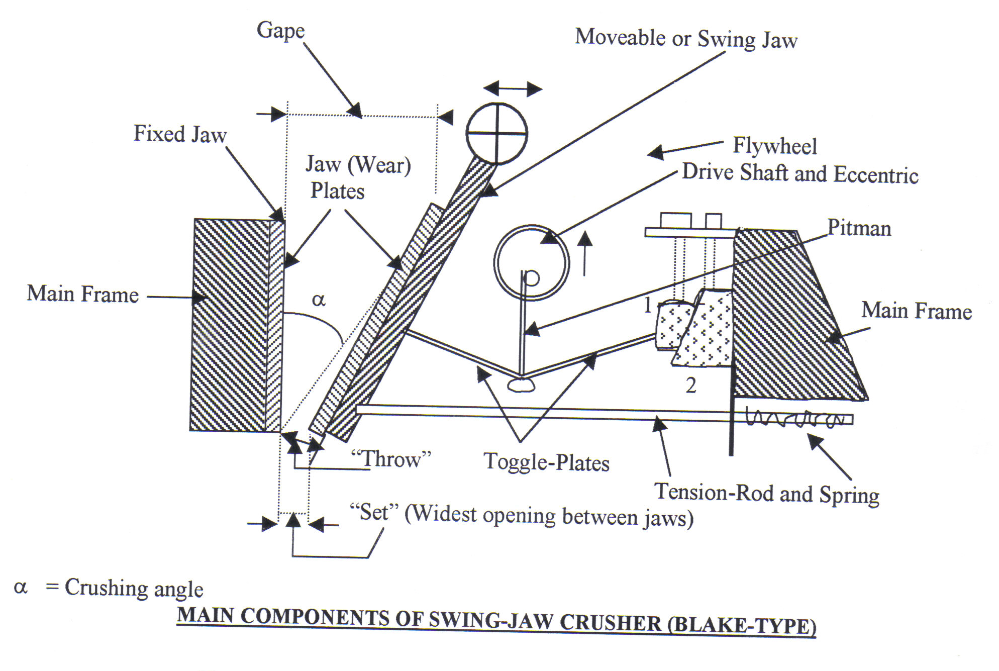 Gape
Moveable or Swing Jaw
Fixed Jaw
Jaw (Wear)
Plates
Flywheel
Drive Shaft and Eccentric
Pitman
Main Frame
α
1
Main Frame
2
"Throw"
Toggle-Plates
Tension-Rod and Spring
"Set" (Widest opening between jaws)
α = Crushing angle
MAIN COMPONENTS OF SWING-JAW CRUSHER (BLAKE-TYPE)